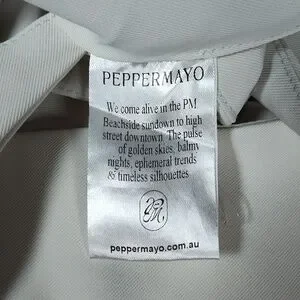 PEPPERMAYO
We come alive in the PM
Beachside sundown to high
street downtown. The pulse
of golden skies, balmy
nights, ephemeral trends
& timeless silhouettes
PM
peppermayo.com.au